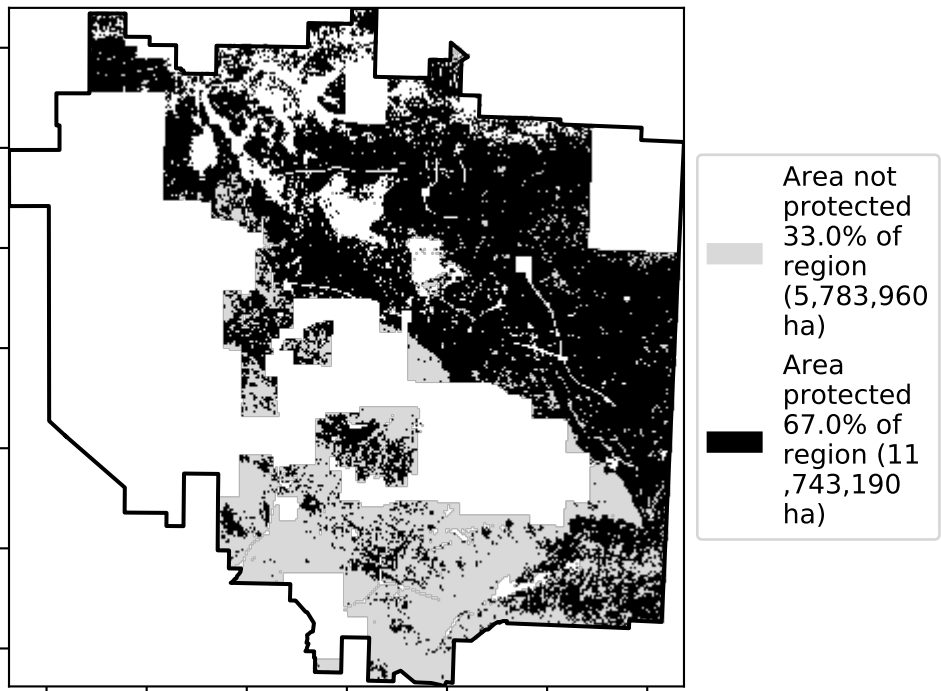 Area not
protected
33.0% of
region
(5,783,960
ha)
Area
protected
67.0% of
region (11
,743,190
ha)